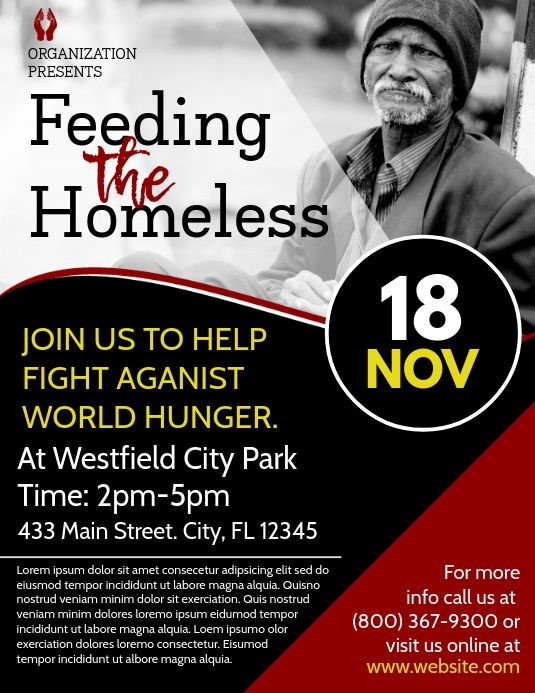 ORGANIZATION
PRESENTS
Feeding
the
Homeless
18
NOV
JOIN US TO HELP
FIGHT AGANIST
WORLD HUNGER.
At Westfield City Park
Time: 2pm-5pm
433 Main Street. City, FL 12345
Lorem ipsum dolor sit amet consectetur adipisicing elit sed do
eiusmod tempor incididunt ut labore magna alquia. Quisno
nostrud veniam minim dolor sit exerciation. Quis nostrud
veniam minim dolores loremo ipsum eidumod tempor
incididunt ut labore magna alquia. Loem ipsumo olor
exerciation dolores loremo consectetur. Eisumod
tempor incididunt ut albore magna alquia.
For more
info call us at
(800) 367-9300 or
visit us online at
www.website.com